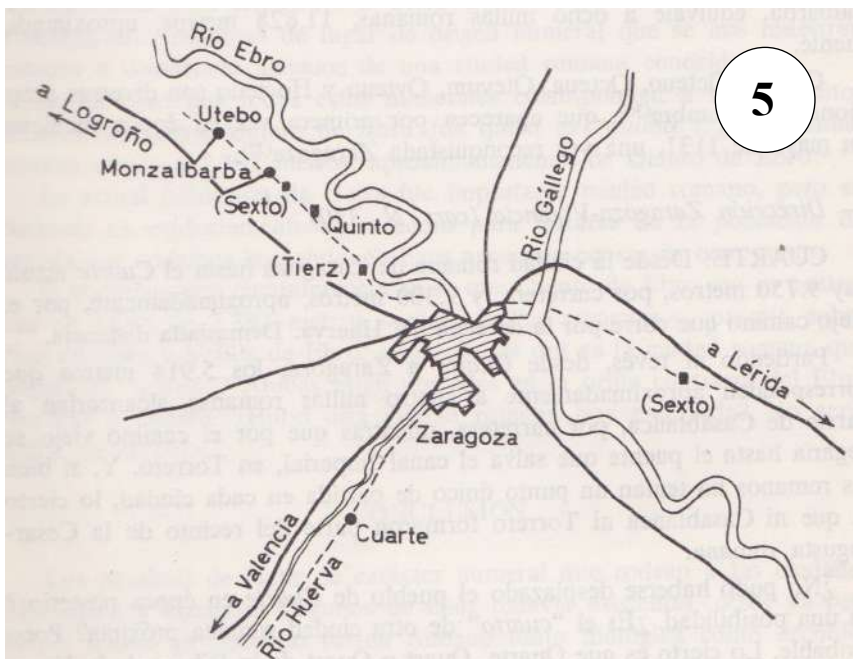 5
Río Ebro
a Logroño
Utebo
Monzalbarba
(Sexto)
Quinto
(Tierz)
Río Gállego
a Lérida
(Sexto)
Zaragoza
Cuarte
a Valencia
Río Huerva